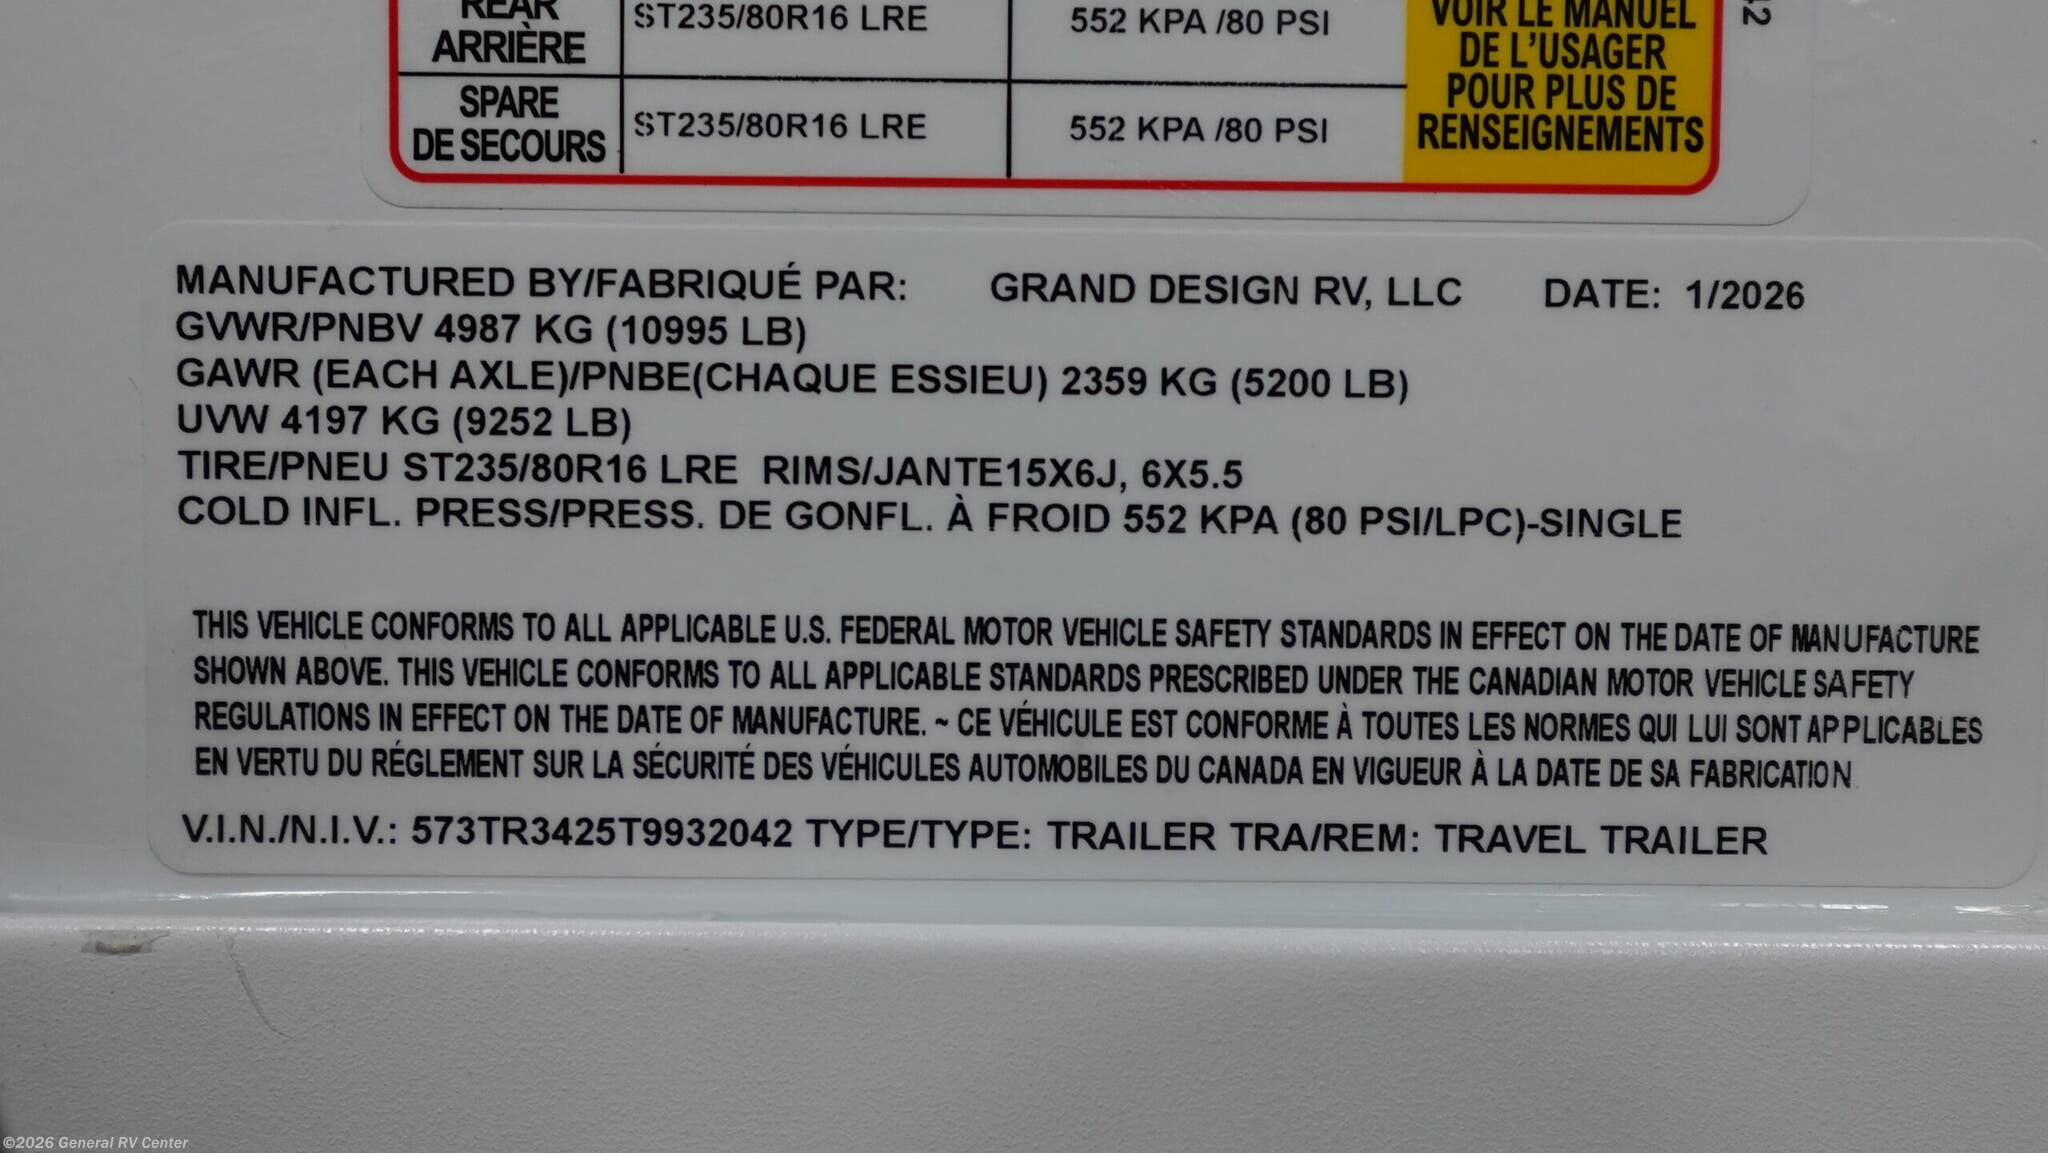 REAR
ARRIÈRE
ST235/80R16 LRE
552 KPA /80 PSI
SPARE
DE SECOURS
ST235/80R16 LRE
552 KPA /80 PSI
VOIR LE MANUEL
DE L'USAGER
POUR PLUS DE
RENSEIGNEMENTS
42
MANUFACTURED BY/FABRIQUÉ PAR: GRAND DESIGN RV, LLC DATE: 1/2026
GVWR/PNBV 4987 KG (10995 LB)
GAWR (EACH AXLE)/PNBE(CHAQUE ESSIEU) 2359 KG (5200 LB)
UVW 4197 KG (9252 LB)
TIRE/PNEU ST235/80R16 LRE RIMS/JANTE15X6J, 6X5.5
COLD INFL. PRESS/PRESS. DE GONFL. À FROID 552 KPA (80 PSI/LPC)-SINGLE
THIS VEHICLE CONFORMS TO ALL APPLICABLE U.S. FEDERAL MOTOR VEHICLE SAFETY STANDARDS IN EFFECT ON THE DATE OF MANUFACTURE
SHOWN ABOVE. THIS VEHICLE CONFORMS TO ALL APPLICABLE STANDARDS PRESCRIBED UNDER THE CANADIAN MOTOR VEHICLE SAFETY
REGULATIONS IN EFFECT ON THE DATE OF MANUFACTURE. ~ CE VÉHICULE EST CONFORME À TOUTES LES NORMES QUI LUI SONT APPLICABLES
EN VERTU DU RÉGLEMENT SUR LA SÉCURITÉ DES VÉHICULES AUTOMOBILES DU CANADA EN VIGUEUR À LA DATE DE SA FABRICATION.
V.I.N./N.I.V.: 573TR3425T9932042 TYPE/TYPE: TRAILER TRA/REM: TRAVEL TRAILER
©2026 General RV Center